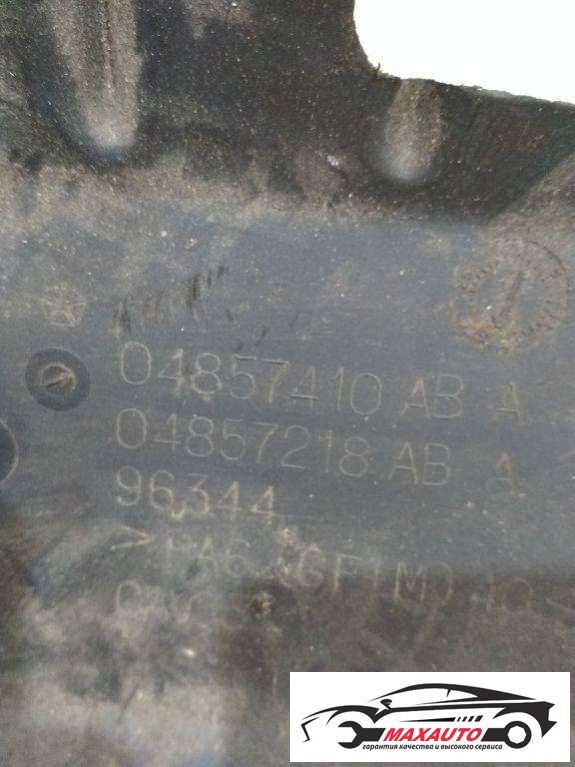 04857410 AB A
04857218 AB A
96344
MAXAUTO
гарантия качества и высокого сервиса